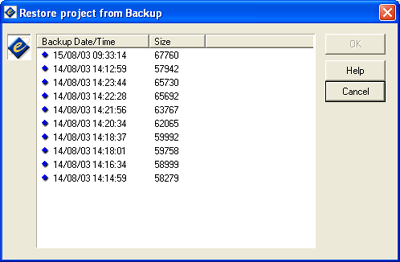 Restore project from Backup
Backup Date/Time Size
15/08/03 09:33:14 67760
14/08/03 14:12:59 57942
14/08/03 14:23:44 65730
14/08/03 14:22:28 65692
14/08/03 14:21:56 63767
14/08/03 14:20:34 62065
14/08/03 14:18:37 59992
14/08/03 14:18:01 59758
14/08/03 14:16:34 58999
14/08/03 14:14:59 58279
OK
Help
Cancel